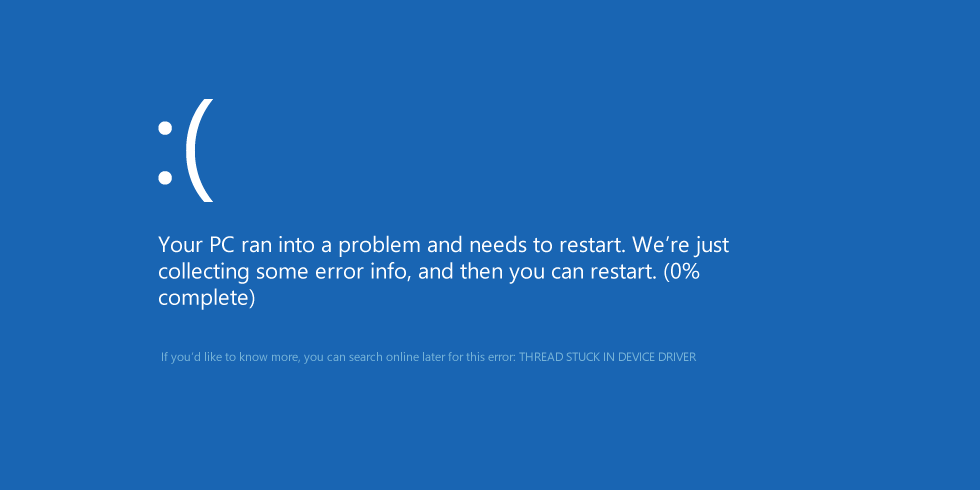 :(
Your PC ran into a problem and needs to restart. We’re just
collecting some error info, and then you can restart. (0%
complete)
If you’d like to know more, you can search online later for this error: THREAD STUCK IN DEVICE DRIVER